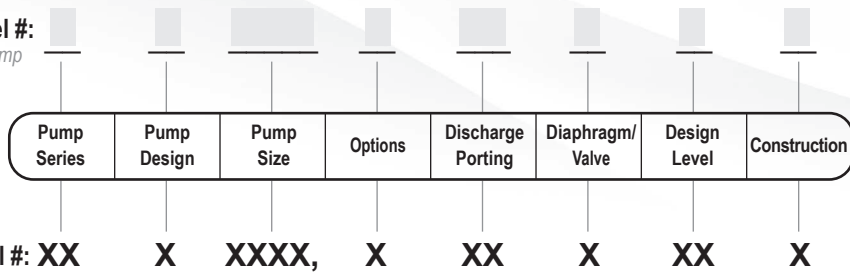 el #:
mp
Pump Series
Pump Design
Pump Size
Options
Discharge Porting
Diaphragm/ Valve
Design Level
Construction
l #: XX X XXXX, X XX X XX X